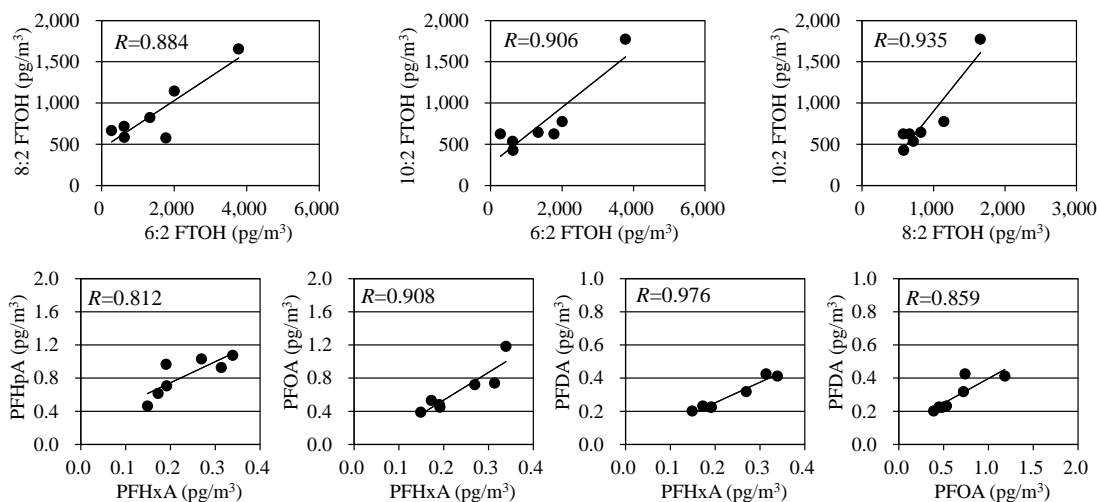 2,000
1,500
1,000
500
0
8:2 FTOH (pg/m³)
R=0.884
0 2,000 4,000 6,000
6:2 FTOH (pg/m³)
2,000
1,500
1,000
500
0
10:2 FTOH (pg/m³)
R=0.906
0 2,000 4,000 6,000
6:2 FTOH (pg/m³)
2,000
1,500
1,000
500
0
10:2 FTOH (pg/m³)
R=0.935
0 1,000 2,000 3,000
8:2 FTOH (pg/m³)
2.0
1.6
1.2
0.8
0.4
0.0
PFHpA (pg/m³)
R=0.812
0.0 0.1 0.2 0.3 0.4
PFHxA (pg/m³)
2.0
1.6
1.2
0.8
0.4
0.0
PFOA (pg/m³)
R=0.908
0.0 0.1 0.2 0.3 0.4
PFHxA (pg/m³)
1.0
0.8
0.6
0.4
0.2
0.0
PFDA (pg/m³)
R=0.976
0.0 0.1 0.2 0.3 0.4
PFHxA (pg/m³)
1.0
0.8
0.6
0.4
0.2
0.0
PFDA (pg/m³)
R=0.859
0.0 0.5 1.0 1.5 2.0
PFOA (pg/m³)